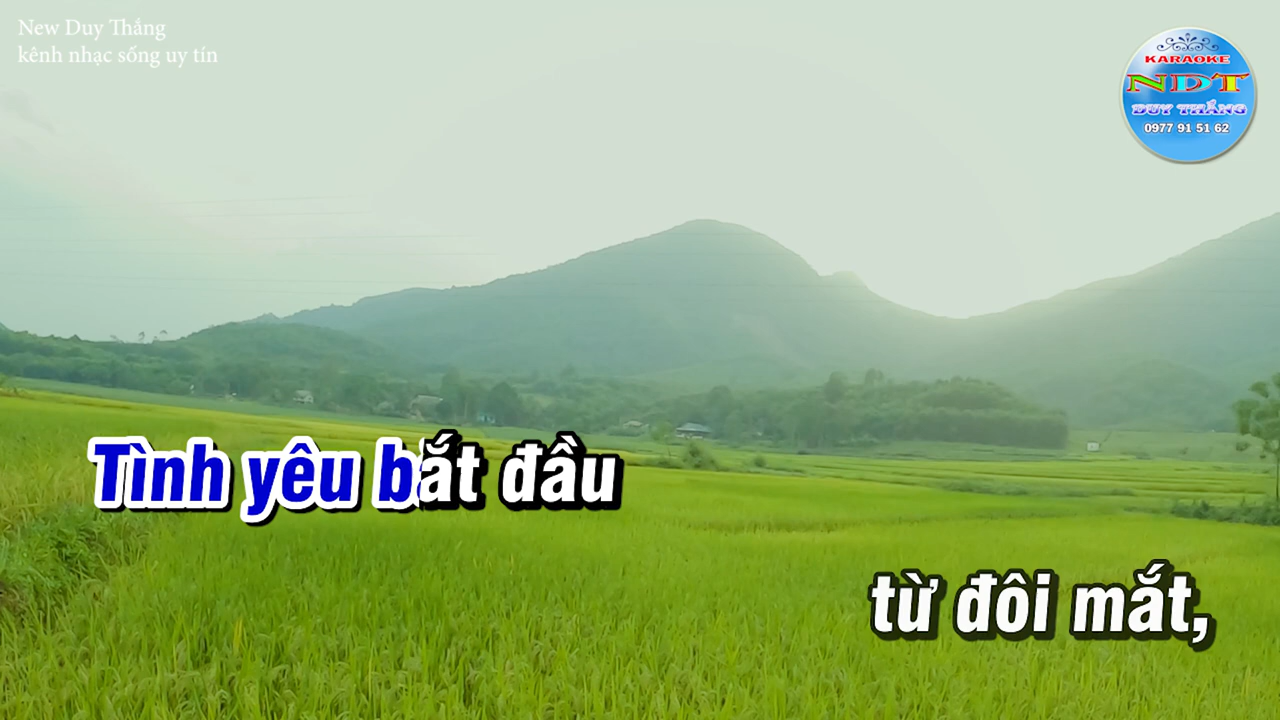 New Duy Thắng
kênh nhạc sống uy tín
KARAOKE
NDT
DUY THẮNG
0977 91 51 62
Tình yêu bắt đầu
từ đôi mắt,